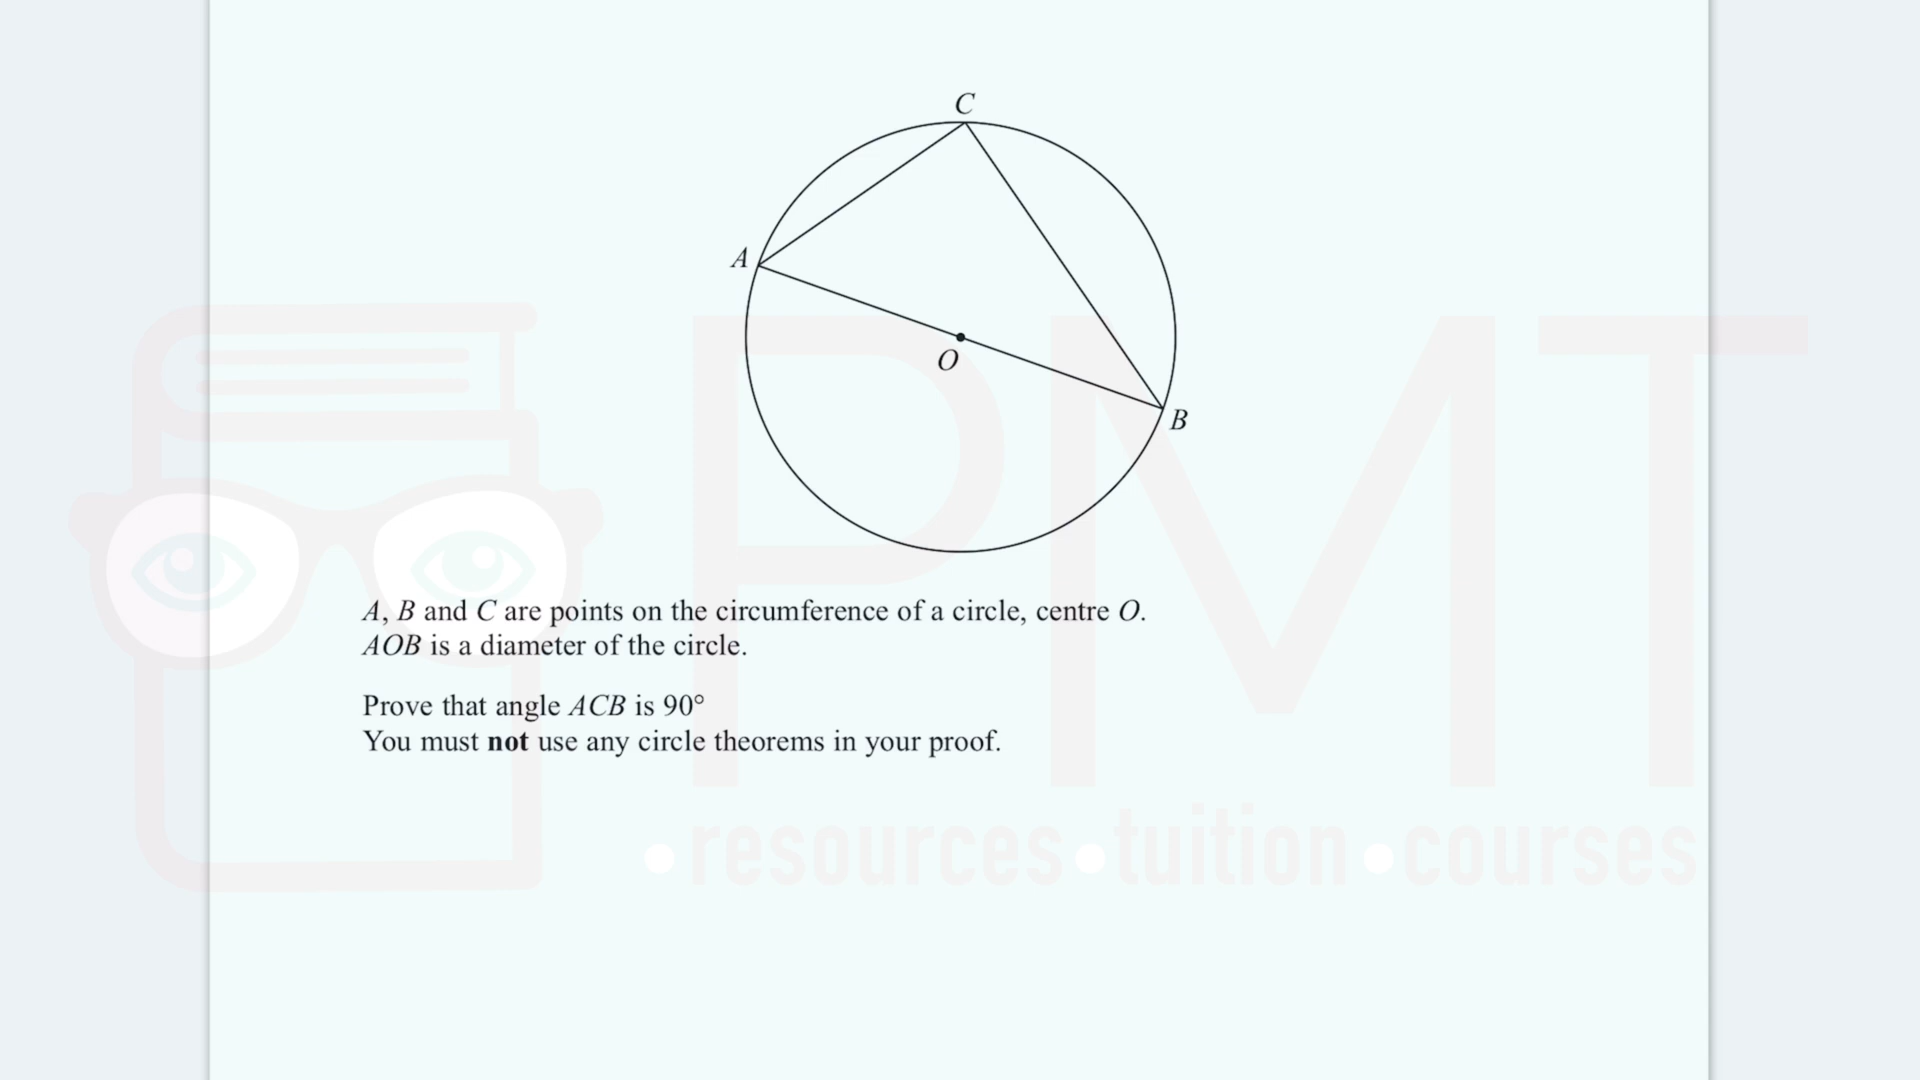 C
A
O
B
A, B and C are points on the circumference of a circle, centre O.
AOB is a diameter of the circle.
Prove that angle ACB is 90°
You must not use any circle theorems in your proof.
PMT
•resources•tuition•courses